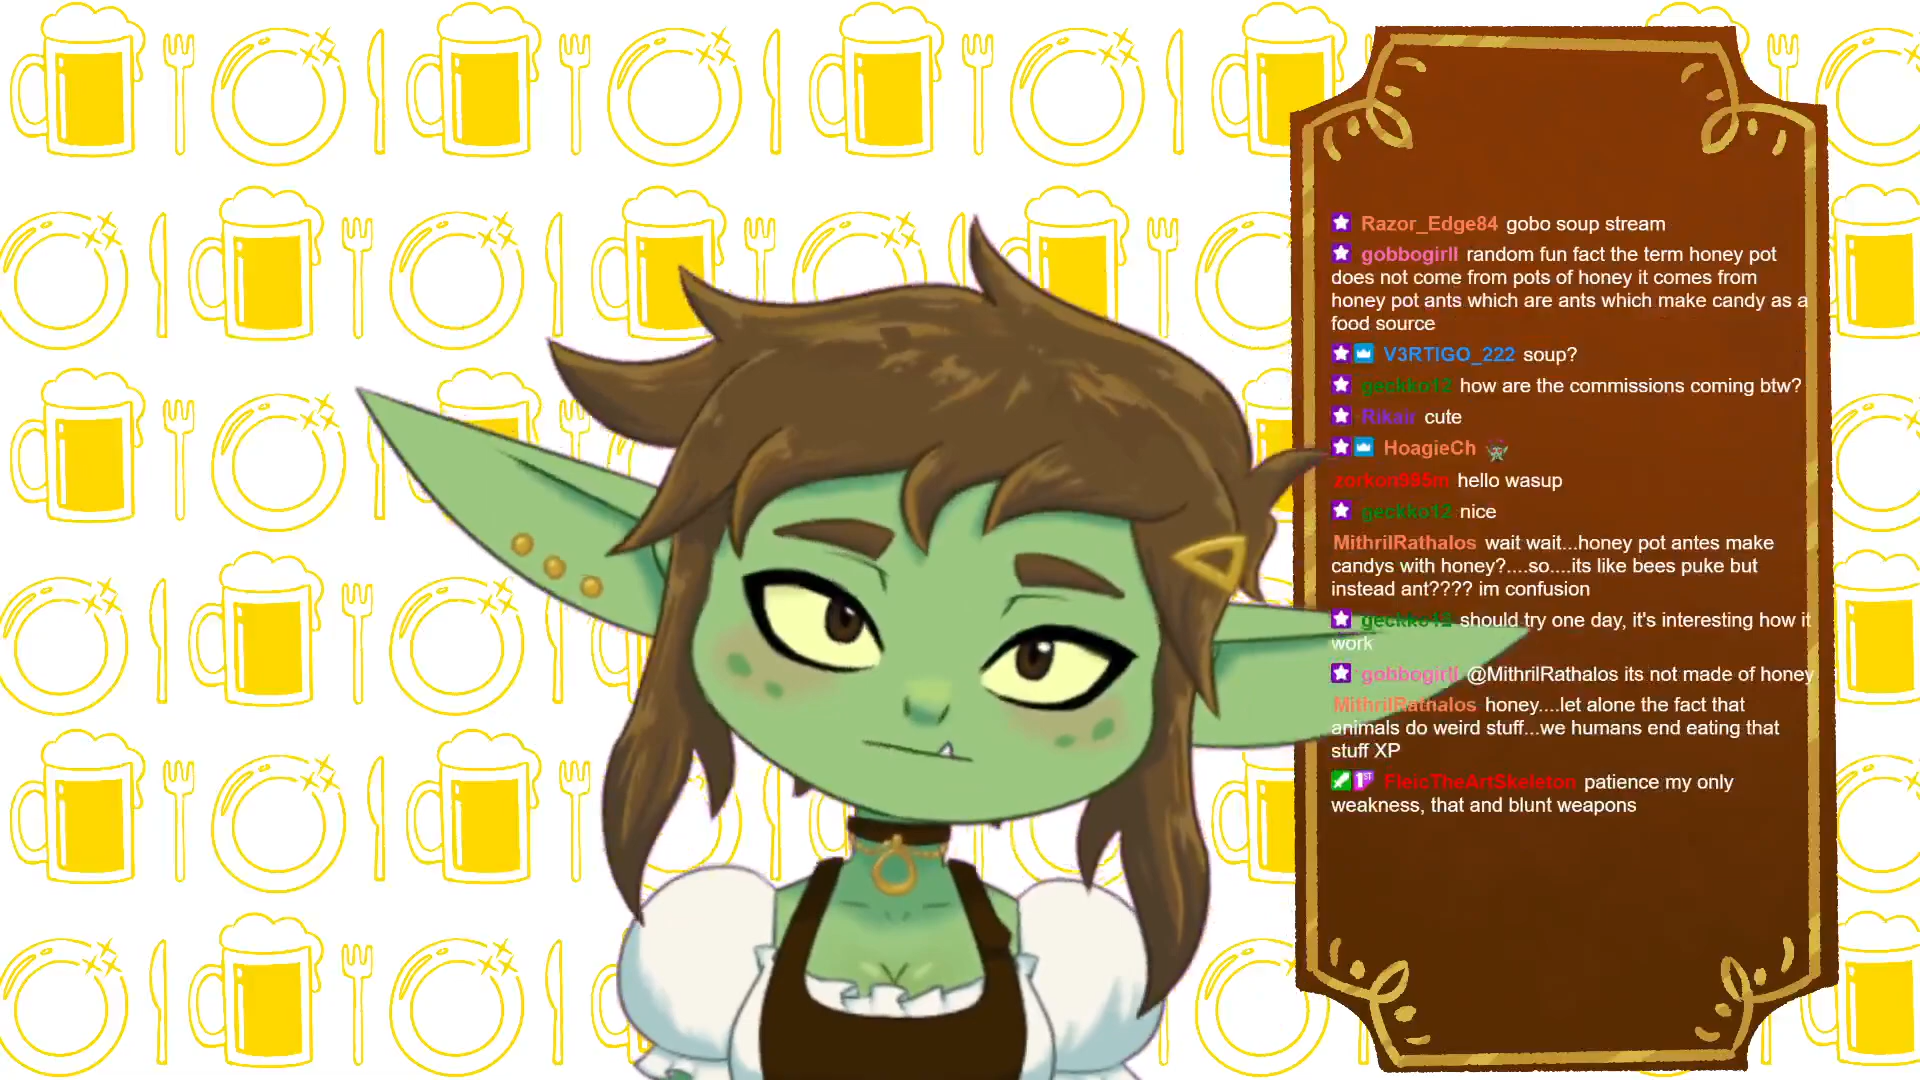 Razor_Edge84 gobo soup stream
gobbogirll random fun fact the term honey pot
does not come from pots of honey it comes from
honey pot ants which are ants which make candy as a
food source
V3RTIGO_222 soup?
geckko12 how are the commissions coming btw?
Rikair cute
HoagieCh
zorkon995m hello wasup
geckko12 nice
MithrilRathalos wait wait...honey pot antes make
candys with honey?....so....its like bees puke but
instead ant???? im confusion
geckko12 should try one day, it's interesting how it
work
gobbogirll @MithrilRathalos its not made of honey
MithrilRathalos honey....let alone the fact that
animals do weird stuff...we humans end eating that
stuff XP
1ST FleicTheArtSkeleton patience my only
weakness, that and blunt weapons